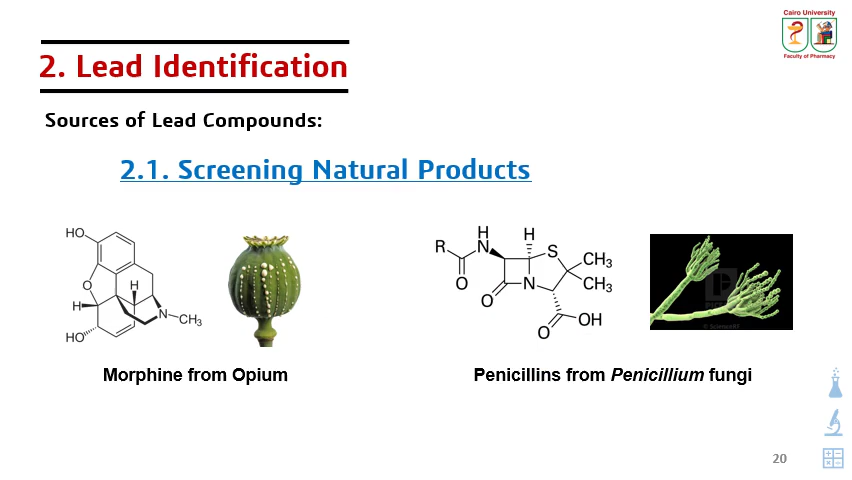 Cairo University
Faculty of Pharmacy
2. Lead Identification
Sources of Lead Compounds:
2.1. Screening Natural Products
HO
O
H
H
N
CH3
HO
R
H
N
H
S
CH3
CH3
O
N
O
OH
O
Morphine from Opium
Penicillins from Penicillium fungi
20